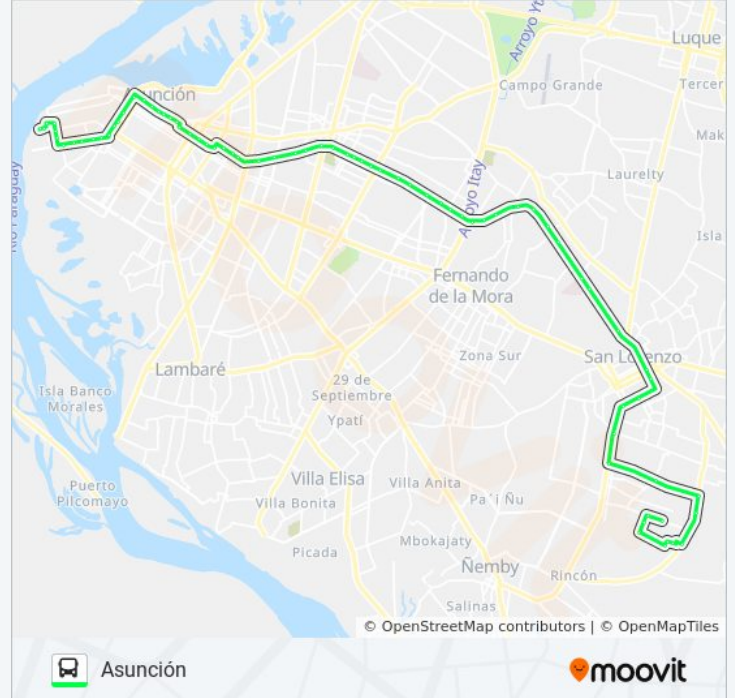 Luque
Arroyo Yt
Asunción
Campo Grande
Tercer
Mak
Laurelty
Arroyo Itay
Isla
Fernando
de la Mora
San Lorenzo
Zona Sur
Lambaré
29 de
Septiembre
Isla Banco
Morales
Ypatí
Villa Elisa
Villa Anita
Puerto
Pilcomayo
Villa Bonita
Pa´i Ñu
Mbokajaty
Picada
Ñemby
Rincón
Salinas
© OpenStreetMap contributors | © OpenMapTiles
Asunción
moovit